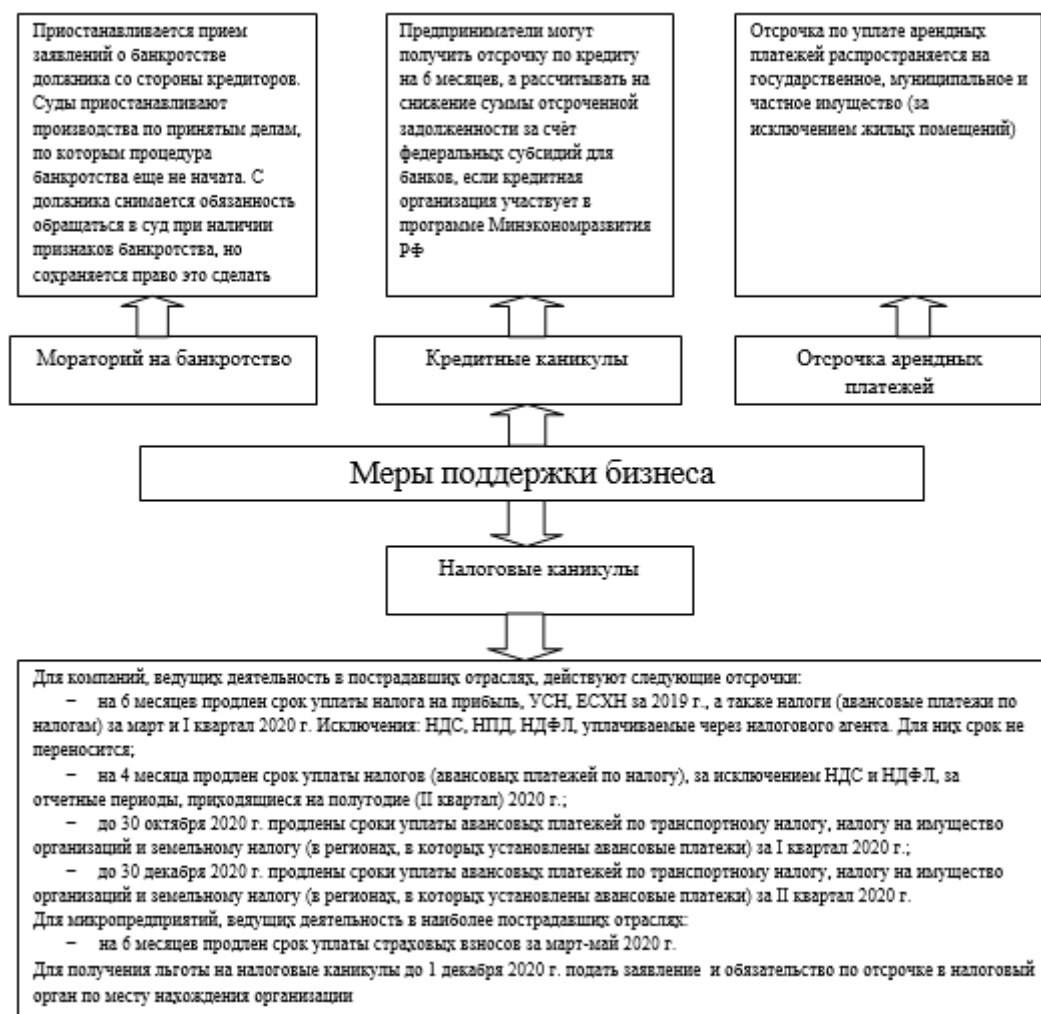 Приостанавливается прием
заявлений о банкротстве
должника со стороны кредиторов.
Суды приостанавливают
производства по принятым делам,
по которым процедура
банкротства еще не начата. С
должника снимается обязанность
обращаться в суд при наличии
признаков банкротства, но
сохраняется право это сделать
Предприниматели могут
получить отсрочку по кредиту
на 6 месяцев, а рассчитывать на
снижение суммы отсроченной
задолженности за счёт
федеральных субсидий для
банков, если кредитная
организация участвует в
программе Минэкономразвития
РФ
Отсрочка по уплате арендных
платежей распространяется на
государственное, муниципальное и
частное имущество (за
исключением жилых помещений)
Мораторий на банкротство
Кредитные каникулы
Отсрочка арендных
платежей
Меры поддержки бизнеса
Налоговые каникулы
Для компаний, ведущих деятельность в пострадавших отраслях, действуют следующие отсрочки:
– на 6 месяцев продлен срок уплаты налога на прибыль, УСН, ЕСХН за 2019 г., а также налоги (авансовые платежи по
налогам) за март и I квартал 2020 г. Исключения: НДС, НПД, НДФЛ, уплачиваемые через налогового агента. Для них срок не
переносится;
– на 4 месяца продлен срок уплаты налогов (авансовых платежей по налогу), за исключением НДС и НДФЛ, за
отчетные периоды, приходящиеся на полугодие (II квартал) 2020 г.;
– до 30 октября 2020 г. продлены сроки уплаты авансовых платежей по транспортному налогу, налогу на имущество
организаций и земельному налогу (в регионах, в которых установлены авансовые платежи) за I квартал 2020 г.;
– до 30 декабря 2020 г. продлены сроки уплаты авансовых платежей по транспортному налогу, налогу на имущество
организаций и земельному налогу (в регионах, в которых установлены авансовые платежи) за II квартал 2020 г.
Для микропредприятий, ведущих деятельность в наиболее пострадавших отраслях:
– на 6 месяцев продлен срок уплаты страховых взносов за март-май 2020 г.
Для получения льготы на налоговые каникулы до 1 декабря 2020 г. подать заявление и обязательство по отсрочке в налоговый
орган по месту нахождения организации